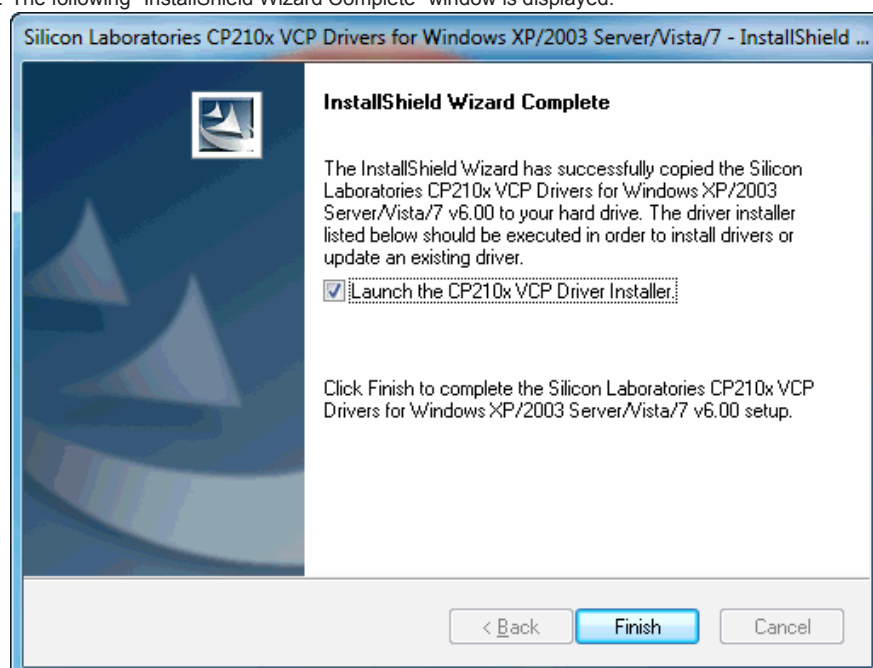 . The following "InstallShield Wizard Complete" window is displayed.
Silicon Laboratories CP210x VCP Drivers for Windows XP/2003 Server/Vista/7 - InstallShield ...
InstallShield Wizard Complete
The InstallShield Wizard has successfully copied the Silicon
Laboratories CP210x VCP Drivers for Windows XP/2003
Server/Vista/7 v6.00 to your hard drive. The driver installer
listed below should be executed in order to install drivers or
update an existing driver.
Launch the CP210x VCP Driver Installer.
Click Finish to complete the Silicon Laboratories CP210x VCP
Drivers for Windows XP/2003 Server/Vista/7 v6.00 setup.
< Back
Finish
Cancel